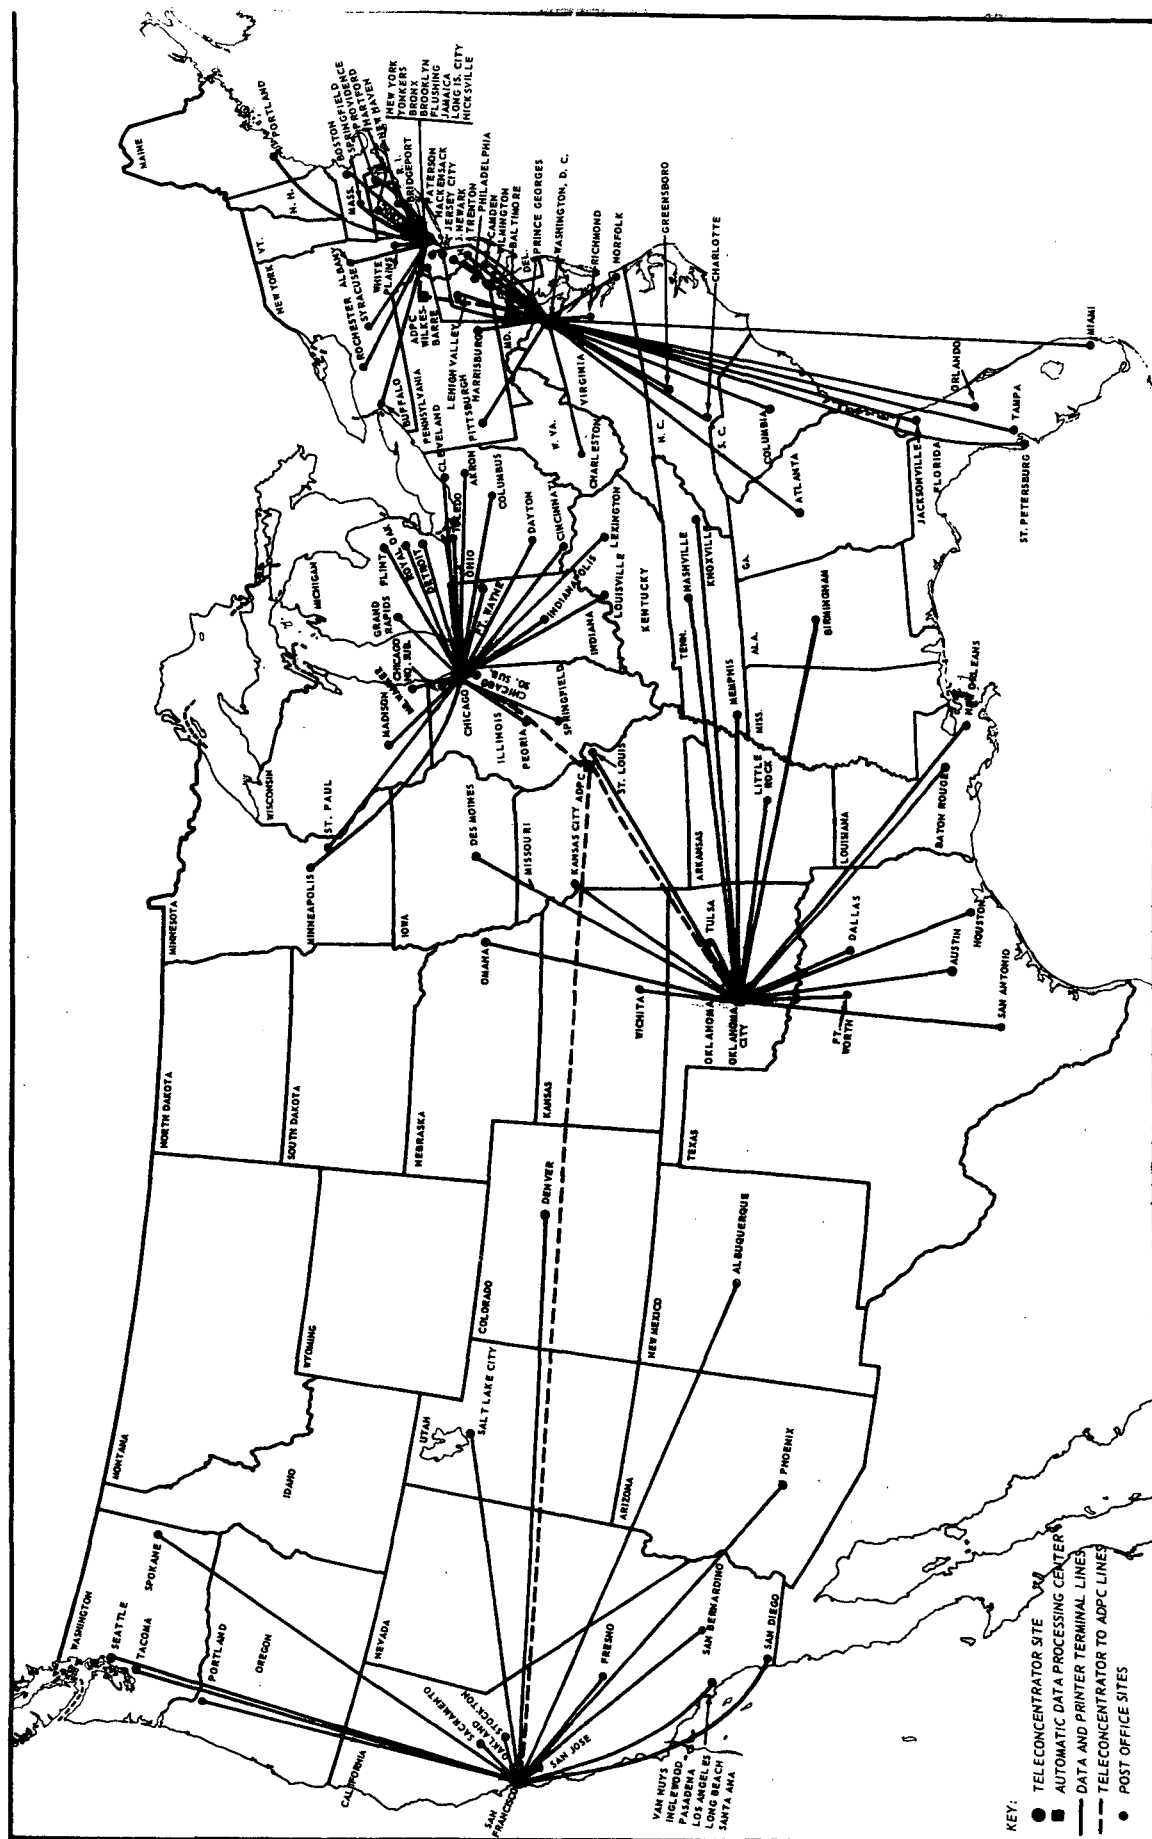 WASHINGTON
SEATTLE
TACOMA
SPOKANE
PORTLAND
OREGON
MONTANA
IDAHO
NORTH DAKOTA
SOUTH DAKOTA
MINNESOTA
MINNEAPOLIS
ST. PAUL
WISCONSIN
MADISON
MILWAUKEE
CHICAGO
NO. SUB.
MICHIGAN
GRAND
RAPIDS
FLINT
ROYAL OAK
DETROIT
WYOMING
NEBRASKA
IOWA
OMAHA
DES MOINES
CHICAGO
CHICAGO
SO. SUB.
ILLINOIS
PEORIA
SPRINGFIELD
FT. WAYNE
OHIO
TOLEDO
CLEVELAND
AKRON
COLUMBUS
DAYTON
CINCINNATI
INDIANAPOLIS
INDIANA
LOUISVILLE
LEXINGTON
KENTUCKY
MAINE
PORTLAND
N. H.
VT.
NEW YORK
MASS.
BOSTON
SPRINGFIELD
PROVIDENCE
HARTFORD
NEW HAVEN
R. I.
BRIDGEPORT
NEW YORK
YONKERS
BRONX
BROOKLYN
FLUSHING
JAMAICA
LONG IS. CITY
HICKSVILLE
ALBANY
SYRACUSE
ROCHESTER
WHITE
PLAINS
BUFFALO
PENNSYLVANIA
ADPC
WILKES-
BARRE
LEHIGH VALLEY
HARRISBURG
PITTSBURGH
PATERSON
HACKENSACK
JERSEY CITY
N. J.
NEWARK
TRENTON
PHILADELPHIA
CAMDEN
WILMINGTON
BALTIMORE
DEL.
MD.
PRINCE GEORGES
WASHINGTON, D. C.
RICHMOND
NORFOLK
VIRGINIA
W. VA.
CHARLESTON
GREENSBORO
CHARLOTTE
N. C.
S. C.
COLUMBIA
GA.
ATLANTA
JACKSONVILLE
FLORIDA
ORLANDO
TAMPA
ST. PETERSBURG
MIAMI
TENN.
NASHVILLE
KNOXVILLE
MEMPHIS
MISS.
ALA.
BIRMINGHAM
ARKANSAS
LITTLE
ROCK
LOUISIANA
BATON ROUGE
NEW ORLEANS
MISSOURI
KANSAS CITY
ADPC
ST. LOUIS
KANSAS
WICHITA
OKLAHOMA
OKLAHOMA
CITY
TULSA
TEXAS
FT.
WORTH
DALLAS
AUSTIN
HOUSTON
SAN ANTONIO
COLORADO
DENVER
NEW MEXICO
ALBUQUERQUE
UTAH
SALT LAKE CITY
ARIZONA
PHOENIX
NEVADA
CALIFORNIA
SACRAMENTO
STOCKTON
OAKLAND
SAN
FRANCISCO
SAN JOSE
FRESNO
SAN BERNARDINO
SAN DIEGO
VAN NUYS
INGLEWOOD
PASADENA
LOS ANGELES
LONG BEACH
SANTA ANA
KEY:
TELECONCENTRATOR SITE
AUTOMATIC DATA PROCESSING CENTER
DATA AND PRINTER TERMINAL LINES
TELECONCENTRATOR TO ADPC LINES
POST OFFICE SITES